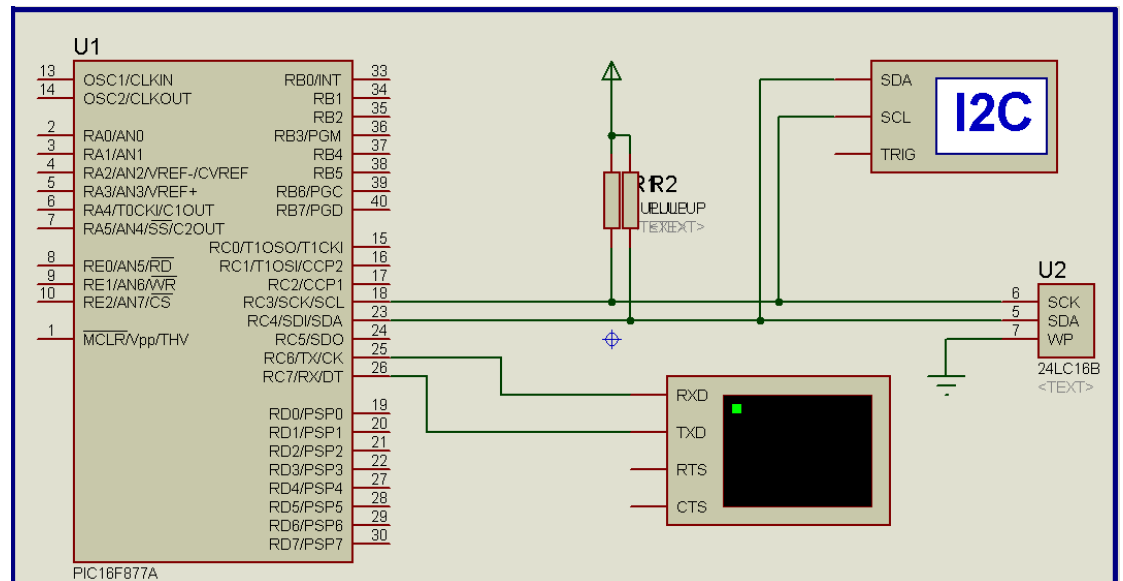 U1
13 OSC1/CLKIN
14 OSC2/CLKOUT
2 RA0/AN0
3 RA1/AN1
4 RA2/AN2/VREF-/CVREF
5 RA3/AN3/VREF+
6 RA4/T0CKI/C1OUT
7 RA5/AN4/SS/C2OUT
8 RE0/AN5/RD
9 RE1/AN6/WR
10 RE2/AN7/CS
1 MCLR/Vpp/THV
RB0/INT 33
RB1 34
RB2 35
RB3/PGM 36
RB4 37
RB5 38
RB6/PGC 39
RB7/PGD 40
RC0/T1OSO/T1CKI 15
RC1/T1OSI/CCP2 16
RC2/CCP1 17
RC3/SCK/SCL 18
RC4/SDI/SDA 23
RC5/SDO 24
RC6/TX/CK 25
RC7/RX/DT 26
RD0/PSP0 19
RD1/PSP1 20
RD2/PSP2 21
RD3/PSP3 22
RD4/PSP4 27
RD5/PSP5 28
RD6/PSP6 29
RD7/PSP7 30
PIC16F877A
R2
SDA
SCL
TRIG
I2C
U2
6 SCK
5 SDA
7 WP
24LC16B
<TEXT>
RXD
TXD
RTS
CTS